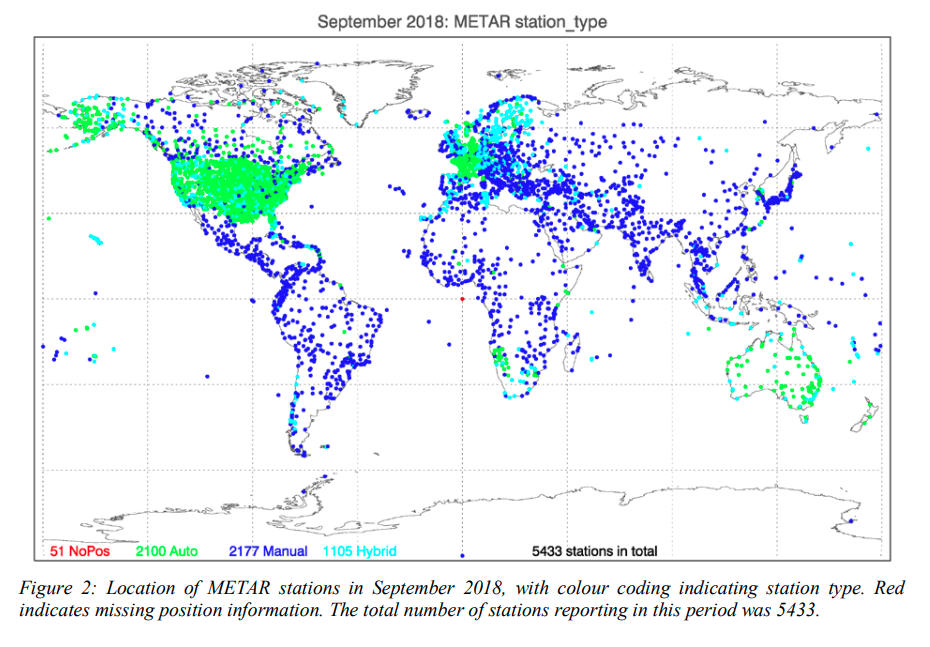 September 2018: METAR station_type
51 NoPos 2100 Auto 2177 Manual 1105 Hybrid 5433 stations in total
Figure 2: Location of METAR stations in September 2018, with colour coding indicating station type. Red
indicates missing position information. The total number of stations reporting in this period was 5433.